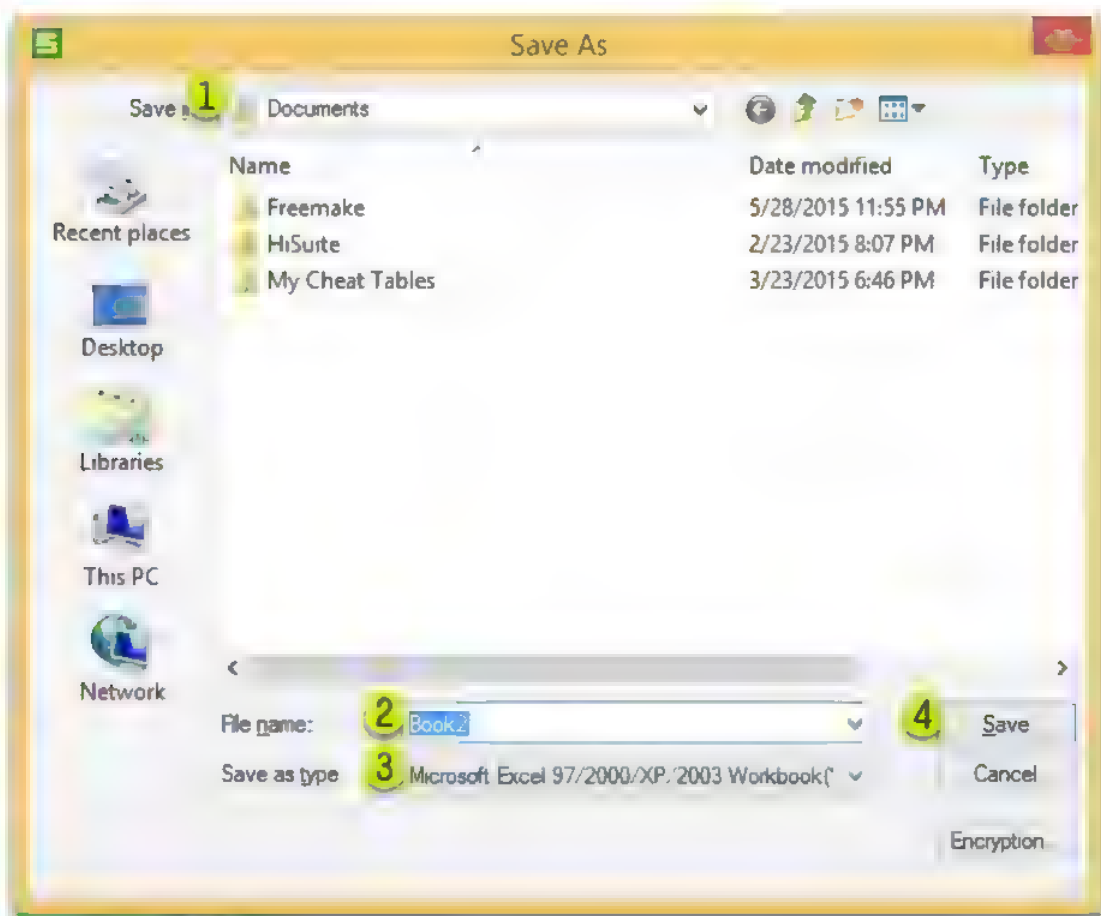 Save As
Save 1 Documents
Name Date modified Type
Freemake 5/28/2015 11:55 PM File folder
HiSuite 2/23/2015 8:07 PM File folder
My Cheat Tables 3/23/2015 6:46 PM File folder
Recent places
Desktop
Libraries
This PC
Network
File name: 2 Book2 4 Save
Save as type 3 Microsoft Excel 97/2000/XP/2003 Workbook(* Cancel
Encryption